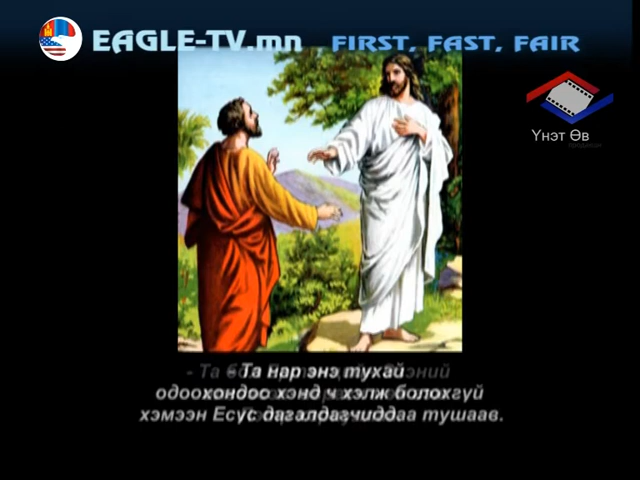 EAGLE-TV.mn FIRST, FAST, FAIR
Үнэт Өв
- Та нар энэ тухай
одоохондоо хэнд ч хэлж болохгүй
хэмээн Есүс дагалдагчиддаа тушаав.